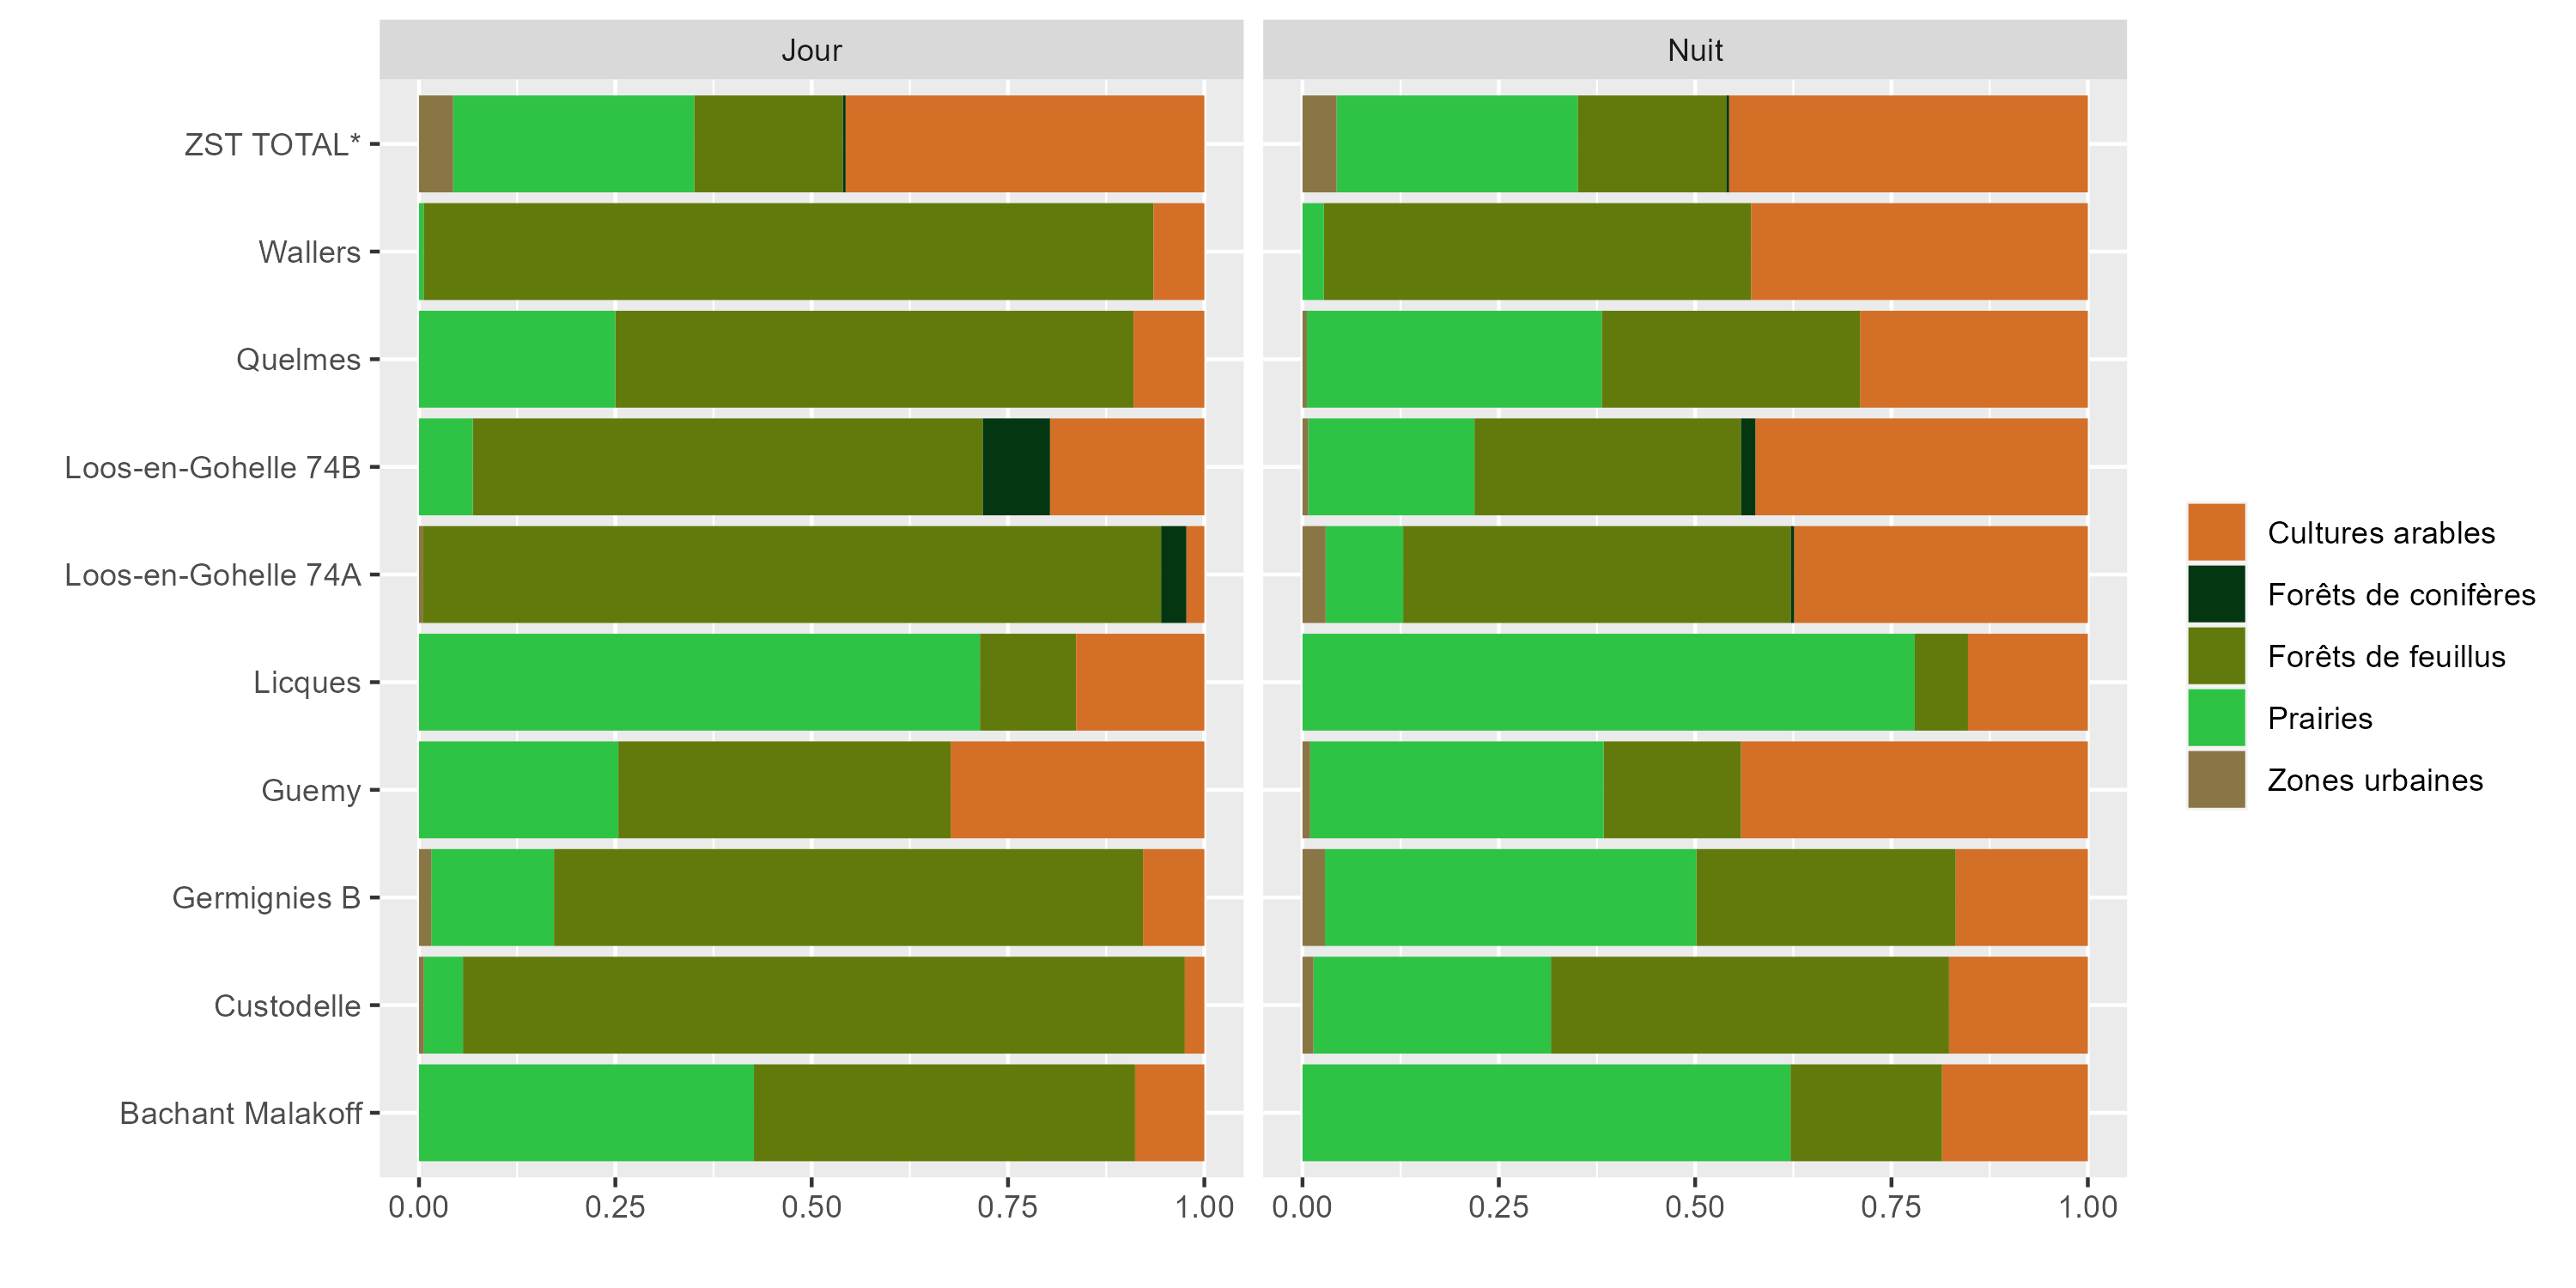 Jour
Nuit
ZST TOTAL*
Wallers
Quelmes
Loos-en-Gohelle 74B
Loos-en-Gohelle 74A
Licques
Guemy
Germignies B
Custodelle
Bachant Malakoff
0.00 0.25 0.50 0.75 1.00
0.00 0.25 0.50 0.75 1.00
Cultures arables
Forêts de conifères
Forêts de feuillus
Prairies
Zones urbaines